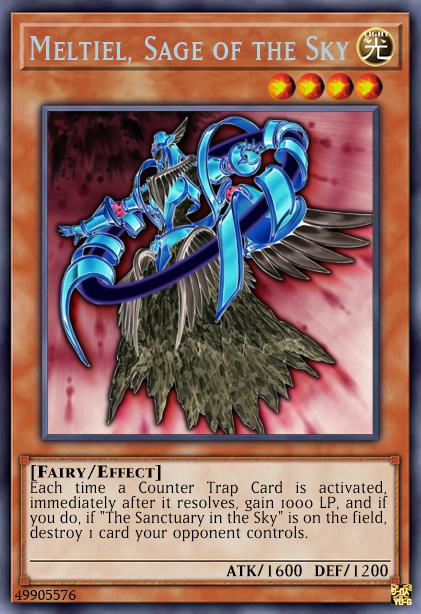 MELTIEL, SAGE OF THE SKY
LIGHT
光
[FAIRY/EFFECT]
Each time a Counter Trap Card is activated,
immediately after it resolves, gain 1000 LP, and if
you do, if "The Sanctuary in the Sky" is on the field,
destroy 1 card your opponent controls.
ATK/1600 DEF/1200
49905576